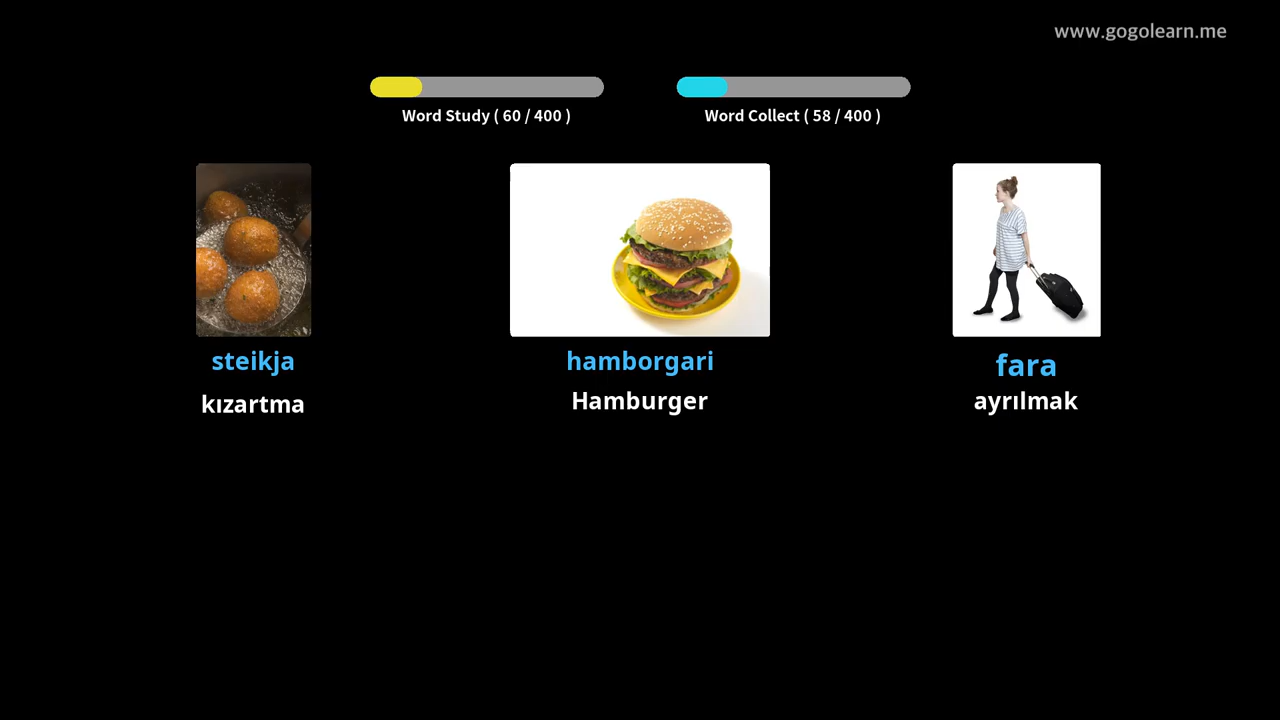 www.gogolearn.me
Word Study ( 60 / 400 )
Word Collect ( 58 / 400 )
steikja
kızartma
hamborgari
Hamburger
fara
ayrılmak